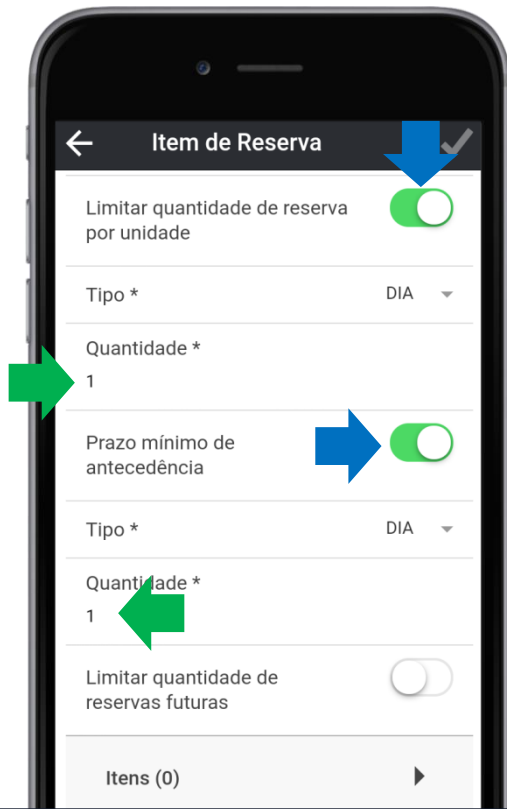 Item de Reserva
Limitar quantidade de reserva
por unidade
Tipo *
DIA
Quantidade *
1
Prazo mínimo de
antecedência
Tipo *
DIA
Quantidade *
1
Limitar quantidade de
reservas futuras
Itens (0)